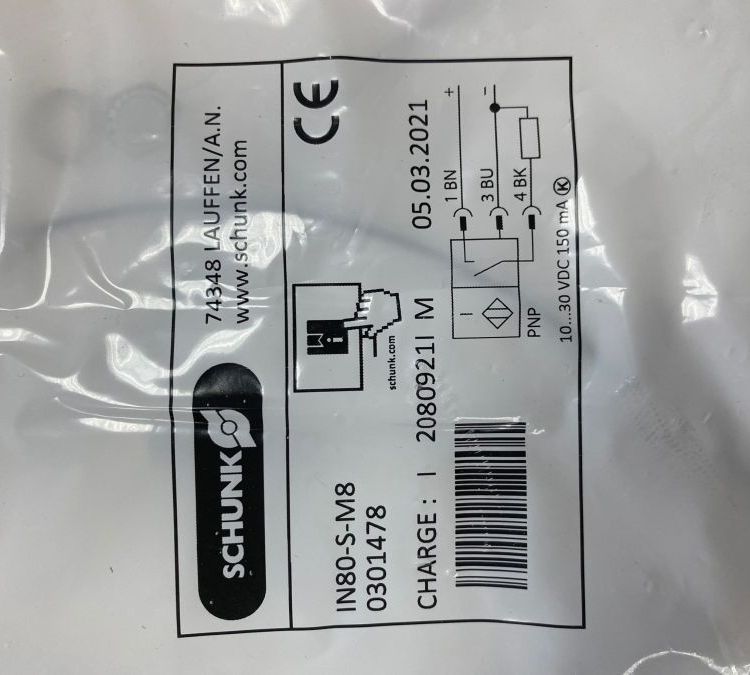 SCHUNK
74348 LAUFFEN/A.N.
www.schunk.com
CE
IN80-S-M8
0301478
i
schunk.com
CHARGE : I 2080921I M 05.03.2021
+
1 BN
-
3 BU
4 BK
PNP
10...30 VDC 150 mA K